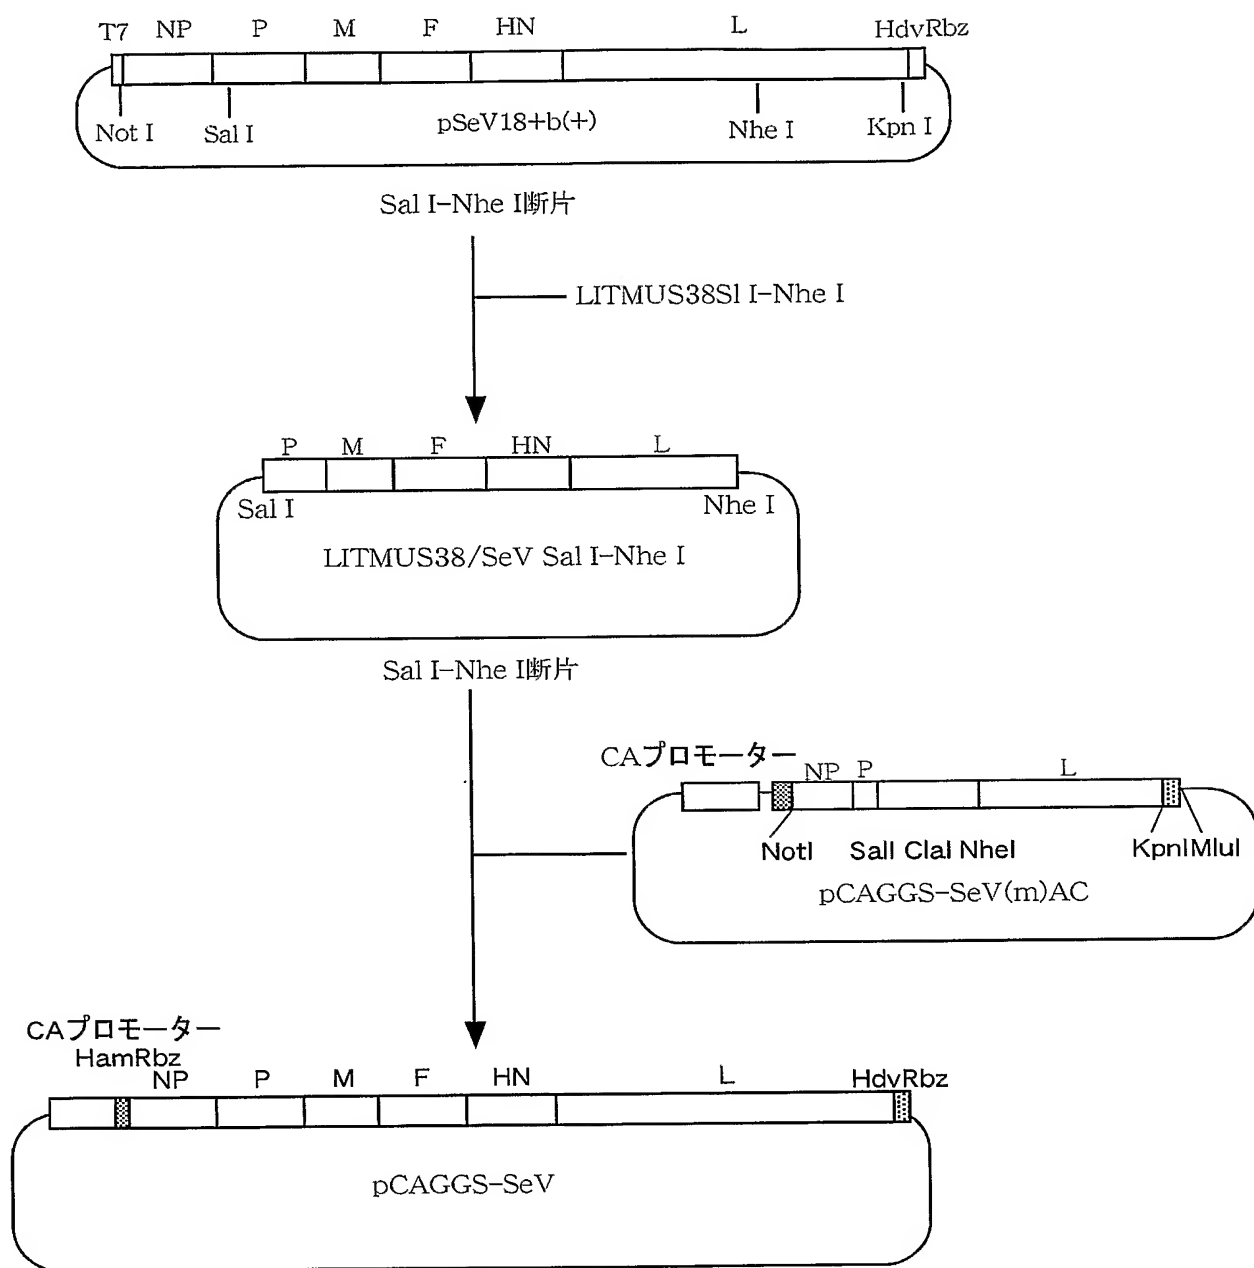 T7 NP P M F HN L HdvRbz
Not I Sal I pSeV18+b(+) Nhe I Kpn I
Sal I-Nhe I断片
LITMUS38Sl I-Nhe I
P M F HN L
Sal I Nhe I
LITMUS38/SeV Sal I-Nhe I
Sal I-Nhe I断片
CAプロモーター
NP P L
NotI SalI ClaI NheI KpnIMluI
pCAGGS-SeV(m)AC
CAプロモーター
HamRbz
NP P M F HN L HdvRbz
pCAGGS-SeV